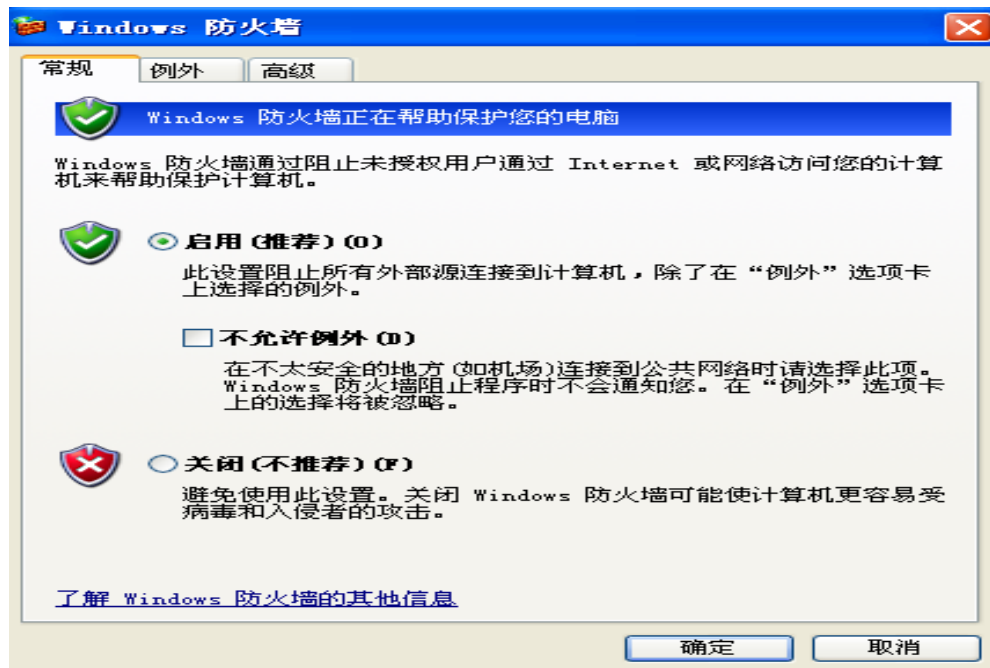 Windows 防火墙
常规 例外 高级
Windows 防火墙正在帮助保护您的电脑
Windows 防火墙通过阻止未授权用户通过 Internet 或网络访问您的计算
机来帮助保护计算机。
启用(推荐)(O)
此设置阻止所有外部源连接到计算机，除了在“例外”选项卡
上选择的例外。
不允许例外(D)
在不太安全的地方(如机场)连接到公共网络时请选择此项。
Windows 防火墙阻止程序时不会通知您。在“例外”选项卡
上的选择将被忽略。
关闭(不推荐)(F)
避免使用此设置。关闭 Windows 防火墙可能使计算机更容易受
病毒和入侵者的攻击。
了解 Windows 防火墙的其他信息
确定 取消